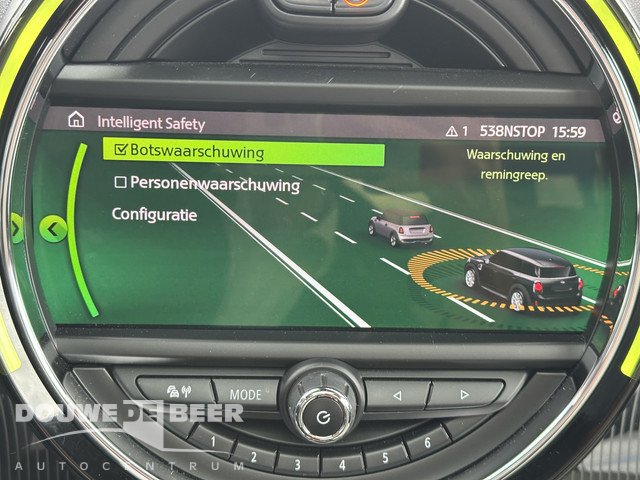 Intelligent Safety
1 538NSTOP 15:59
Botswaarschuwing
Personenwaarschuwing
Configuratie
Waarschuwing en
remingreep.
MODE
1 2 3 4 5 6
DOUWE DE BEER
AUTOCENTRUM